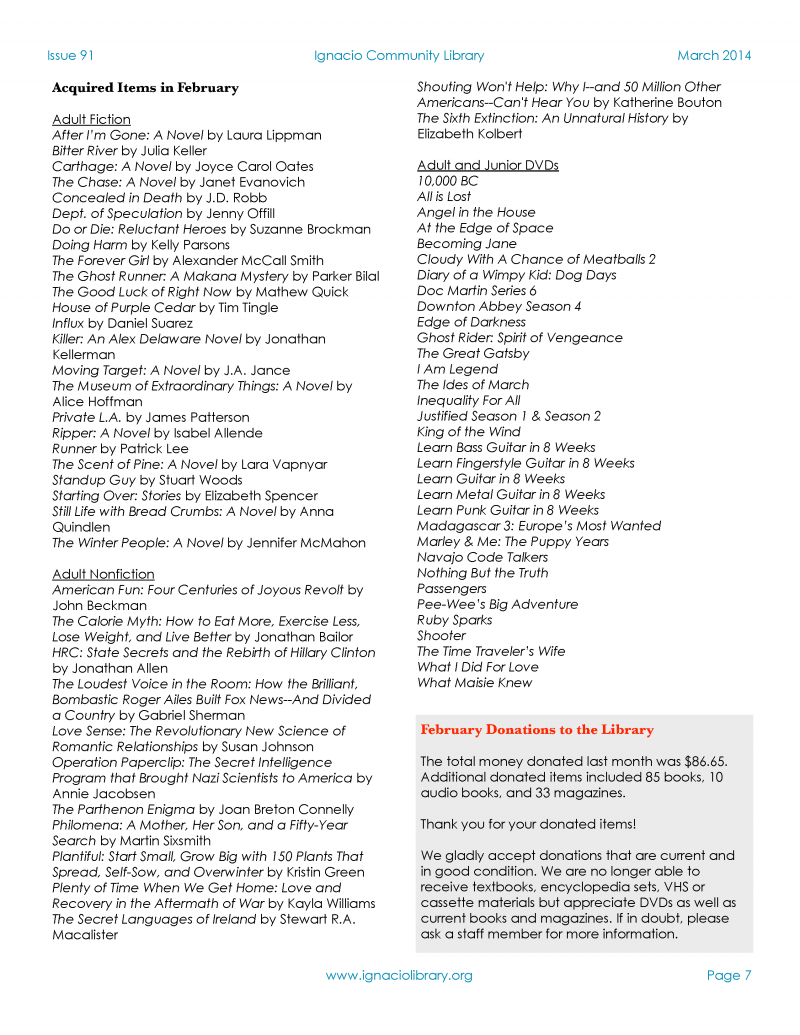 Issue 91
Ignacio Community Library
March 2014
Acquired Items in February
Adult Fiction
After I’m Gone: A Novel by Laura Lippman
Bitter River by Julia Keller
Carthage: A Novel by Joyce Carol Oates
The Chase: A Novel by Janet Evanovich
Concealed in Death by J.D. Robb
Dept. of Speculation by Jenny Offill
Do or Die: Reluctant Heroes by Suzanne Brockman
Doing Harm by Kelly Parsons
The Forever Girl by Alexander McCall Smith
The Ghost Runner: A Makana Mystery by Parker Bilal
The Good Luck of Right Now by Mathew Quick
House of Purple Cedar by Tim Tingle
Influx by Daniel Suarez
Killer: An Alex Delaware Novel by Jonathan
Kellerman
Moving Target: A Novel by J.A. Jance
The Museum of Extraordinary Things: A Novel by
Alice Hoffman
Private L.A. by James Patterson
Ripper: A Novel by Isabel Allende
Runner by Patrick Lee
The Scent of Pine: A Novel by Lara Vapnyar
Standup Guy by Stuart Woods
Starting Over: Stories by Elizabeth Spencer
Still Life with Bread Crumbs: A Novel by Anna
Quindlen
The Winter People: A Novel by Jennifer McMahon
Adult Nonfiction
American Fun: Four Centuries of Joyous Revolt by
John Beckman
The Calorie Myth: How to Eat More, Exercise Less,
Lose Weight, and Live Better by Jonathan Bailor
HRC: State Secrets and the Rebirth of Hillary Clinton
by Jonathan Allen
The Loudest Voice in the Room: How the Brilliant,
Bombastic Roger Ailes Built Fox News--And Divided
a Country by Gabriel Sherman
Love Sense: The Revolutionary New Science of
Romantic Relationships by Susan Johnson
Operation Paperclip: The Secret Intelligence
Program that Brought Nazi Scientists to America by
Annie Jacobsen
The Parthenon Enigma by Joan Breton Connelly
Philomena: A Mother, Her Son, and a Fifty-Year
Search by Martin Sixsmith
Plantiful: Start Small, Grow Big with 150 Plants That
Spread, Self-Sow, and Overwinter by Kristin Green
Plenty of Time When We Get Home: Love and
Recovery in the Aftermath of War by Kayla Williams
The Secret Languages of Ireland by Stewart R.A.
Macalister
Shouting Won't Help: Why I--and 50 Million Other
Americans--Can't Hear You by Katherine Bouton
The Sixth Extinction: An Unnatural History by
Elizabeth Kolbert
Adult and Junior DVDs
10,000 BC
All is Lost
Angel in the House
At the Edge of Space
Becoming Jane
Cloudy With A Chance of Meatballs 2
Diary of a Wimpy Kid: Dog Days
Doc Martin Series 6
Downton Abbey Season 4
Edge of Darkness
Ghost Rider: Spirit of Vengeance
The Great Gatsby
I Am Legend
The Ides of March
Inequality For All
Justified Season 1 & Season 2
King of the Wind
Learn Bass Guitar in 8 Weeks
Learn Fingerstyle Guitar in 8 Weeks
Learn Guitar in 8 Weeks
Learn Metal Guitar in 8 Weeks
Learn Punk Guitar in 8 Weeks
Madagascar 3: Europe’s Most Wanted
Marley & Me: The Puppy Years
Navajo Code Talkers
Nothing But the Truth
Passengers
Pee-Wee’s Big Adventure
Ruby Sparks
Shooter
The Time Traveler’s Wife
What I Did For Love
What Maisie Knew
February Donations to the Library
The total money donated last month was $86.65.
Additional donated items included 85 books, 10
audio books, and 33 magazines.
Thank you for your donated items!
We gladly accept donations that are current and
in good condition. We are no longer able to
receive textbooks, encyclopedia sets, VHS or
cassette materials but appreciate DVDs as well as
current books and magazines. If in doubt, please
ask a staff member for more information.
www.ignaciolibrary.org
Page 7